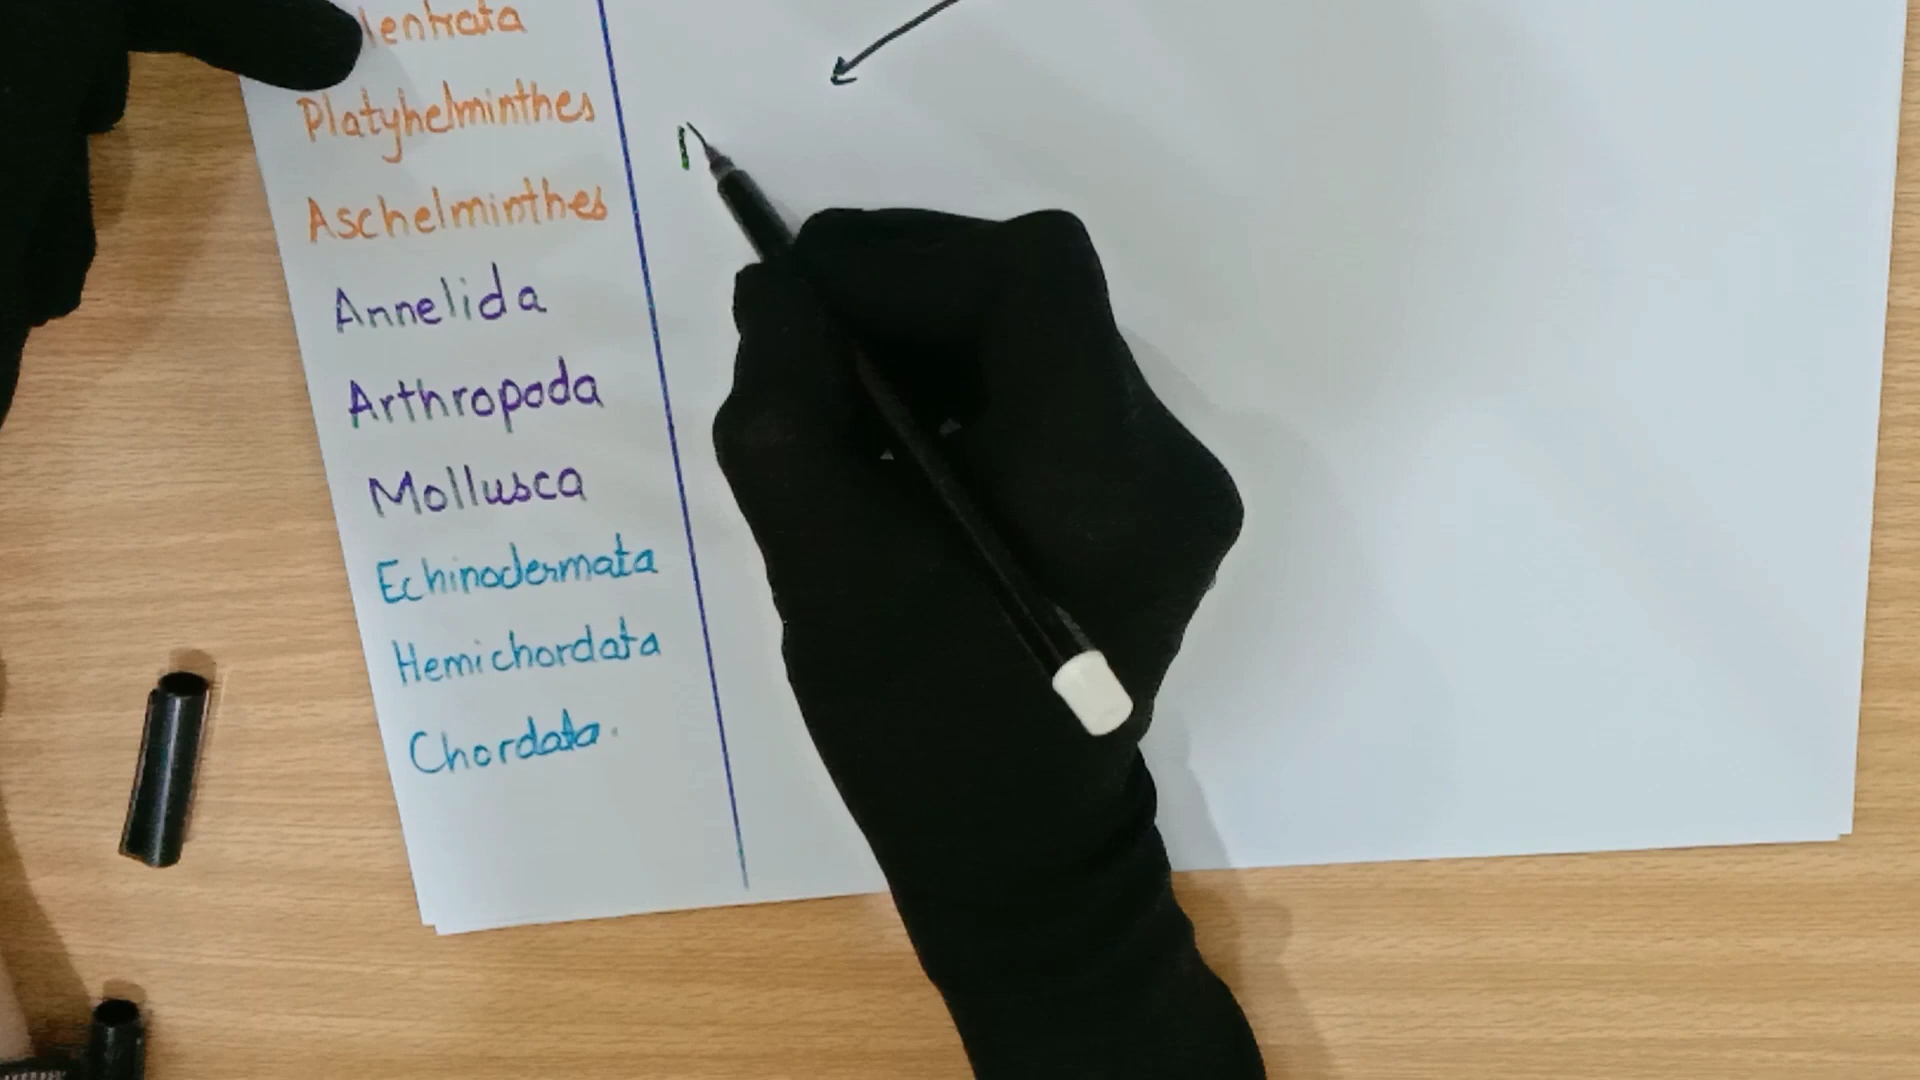 Platyhelminthes
Aschelminthes
Annelida
Arthropoda
Mollusca
Echinodermata
Hemichordata
Chordata.